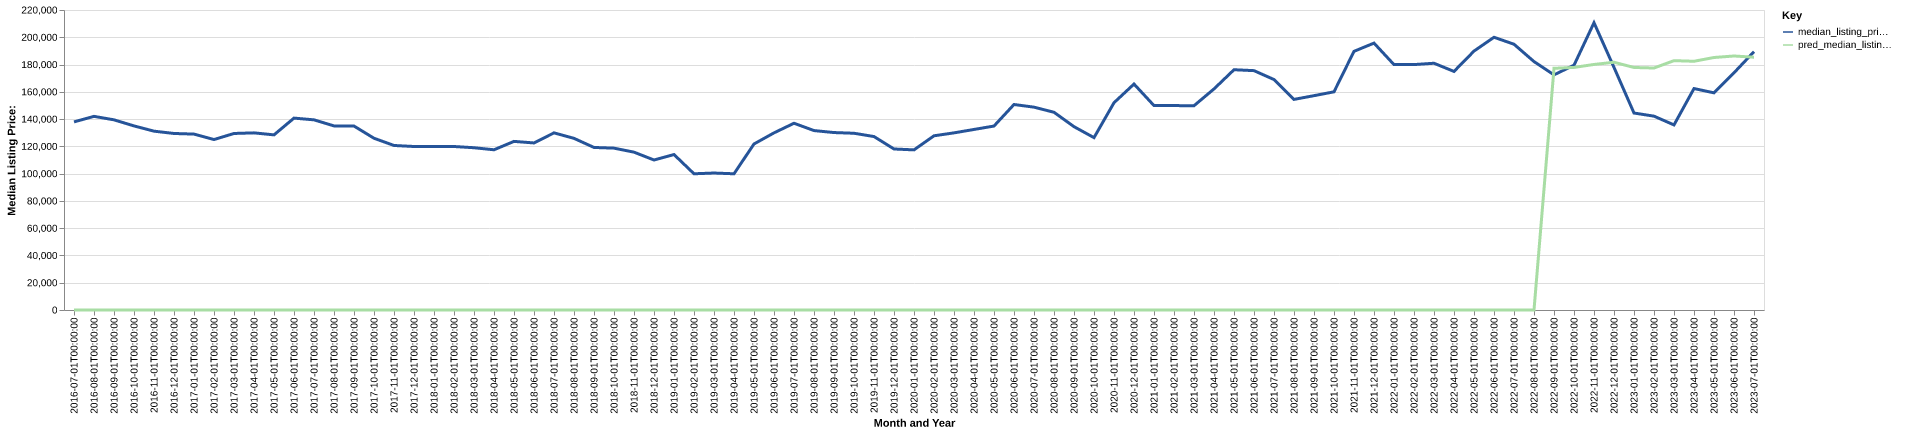 220,000
200,000
180,000
160,000
140,000
120,000
100,000
80,000
60,000
40,000
20,000
0
Median Listing Price:
2016-07-01T00:00:00
2016-08-01T00:00:00
2016-09-01T00:00:00
2016-10-01T00:00:00
2016-11-01T00:00:00
2016-12-01T00:00:00
2017-01-01T00:00:00
2017-02-01T00:00:00
2017-03-01T00:00:00
2017-04-01T00:00:00
2017-05-01T00:00:00
2017-06-01T00:00:00
2017-07-01T00:00:00
2017-08-01T00:00:00
2017-09-01T00:00:00
2017-10-01T00:00:00
2017-11-01T00:00:00
2017-12-01T00:00:00
2018-01-01T00:00:00
2018-02-01T00:00:00
2018-03-01T00:00:00
2018-04-01T00:00:00
2018-05-01T00:00:00
2018-06-01T00:00:00
2018-07-01T00:00:00
2018-08-01T00:00:00
2018-09-01T00:00:00
2018-10-01T00:00:00
2018-11-01T00:00:00
2018-12-01T00:00:00
2019-01-01T00:00:00
2019-02-01T00:00:00
2019-03-01T00:00:00
2019-04-01T00:00:00
2019-05-01T00:00:00
2019-06-01T00:00:00
2019-07-01T00:00:00
2019-08-01T00:00:00
2019-09-01T00:00:00
2019-10-01T00:00:00
2019-11-01T00:00:00
2019-12-01T00:00:00
2020-01-01T00:00:00
2020-02-01T00:00:00
2020-03-01T00:00:00
2020-04-01T00:00:00
2020-05-01T00:00:00
2020-06-01T00:00:00
2020-07-01T00:00:00
2020-08-01T00:00:00
2020-09-01T00:00:00
2020-10-01T00:00:00
2020-11-01T00:00:00
2020-12-01T00:00:00
2021-01-01T00:00:00
2021-02-01T00:00:00
2021-03-01T00:00:00
2021-04-01T00:00:00
2021-05-01T00:00:00
2021-06-01T00:00:00
2021-07-01T00:00:00
2021-08-01T00:00:00
2021-09-01T00:00:00
2021-10-01T00:00:00
2021-11-01T00:00:00
2021-12-01T00:00:00
2022-01-01T00:00:00
2022-02-01T00:00:00
2022-03-01T00:00:00
2022-04-01T00:00:00
2022-05-01T00:00:00
2022-06-01T00:00:00
2022-07-01T00:00:00
2022-08-01T00:00:00
2022-09-01T00:00:00
2022-10-01T00:00:00
2022-11-01T00:00:00
2022-12-01T00:00:00
2023-01-01T00:00:00
2023-02-01T00:00:00
2023-03-01T00:00:00
2023-04-01T00:00:00
2023-05-01T00:00:00
2023-06-01T00:00:00
2023-07-01T00:00:00
Month and Year
Key
median_listing_pri…
pred_median_listin…